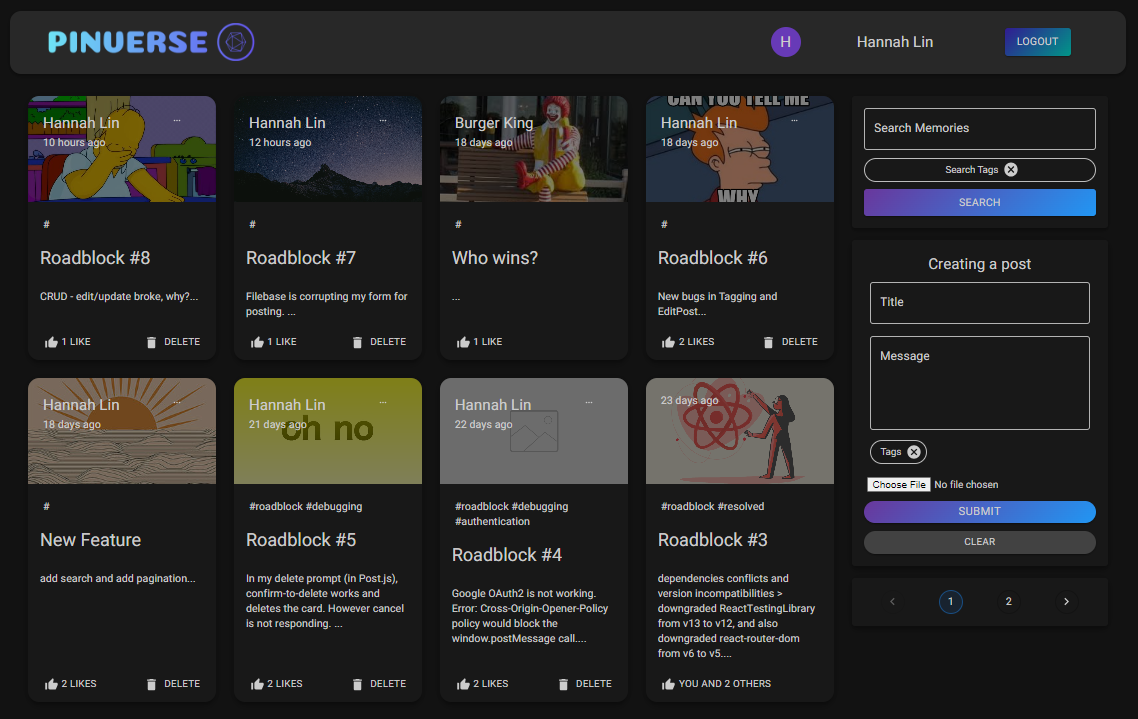 PINVERSE
H
Hannah Lin
LOGOUT
Hannah Lin
...
10 hours ago
#
Roadblock #8
CRUD - edit/update broke, why?...
1 LIKE
DELETE
Hannah Lin
...
12 hours ago
#
Roadblock #7
Filebase is corrupting my form for
posting. ...
1 LIKE
DELETE
Burger King
18 days ago
#
Who wins?
...
1 LIKE
CAN YOU TELL ME
Hannah Lin
...
18 days ago
WHY
#
Roadblock #6
New bugs in Tagging and
EditPost...
2 LIKES
DELETE
Hannah Lin
...
18 days ago
#
New Feature
add search and add pagination...
2 LIKES
DELETE
Hannah Lin
...
21 days ago
oh no
#roadblock #debugging
Roadblock #5
In my delete prompt (in Post.js),
confirm-to-delete works and
deletes the card. However cancel
is not responding. ...
2 LIKES
DELETE
Hannah Lin
...
22 days ago
#roadblock #debugging
#authentication
Roadblock #4
Google OAuth2 is not working.
Error: Cross-Origin-Opener-Policy
policy would block the
window.postMessage call....
2 LIKES
DELETE
23 days ago
#roadblock #resolved
Roadblock #3
dependencies conflicts and
version incompatibilities >
downgraded ReactTestingLibrary
from v13 to v12, and also
downgraded react-router-dom
from v6 to v5....
YOU AND 2 OTHERS
Search Memories
Search Tags
SEARCH
Creating a post
Title
Message
Tags
Choose File No file chosen
SUBMIT
CLEAR
1
2